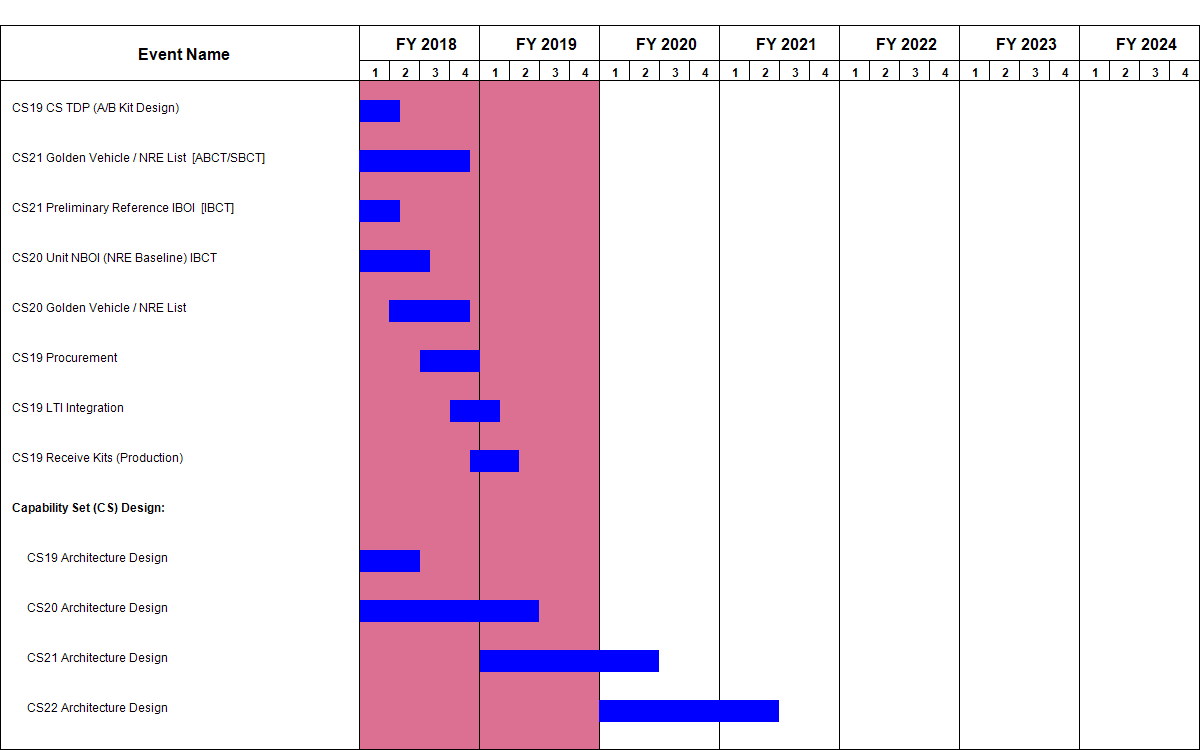 Event Name
FY 2018 FY 2019 FY 2020 FY 2021 FY 2022 FY 2023 FY 2024
1 2 3 4 1 2 3 4 1 2 3 4 1 2 3 4 1 2 3 4 1 2 3 4 1 2 3 4
CS19 CS TDP (A/B Kit Design)
CS21 Golden Vehicle / NRE List [ABCT/SBCT]
CS21 Preliminary Reference IBOI [IBCT]
CS20 Unit NBOI (NRE Baseline) IBCT
CS20 Golden Vehicle / NRE List
CS19 Procurement
CS19 LTI Integration
CS19 Receive Kits (Production)
Capability Set (CS) Design:
CS19 Architecture Design
CS20 Architecture Design
CS21 Architecture Design
CS22 Architecture Design